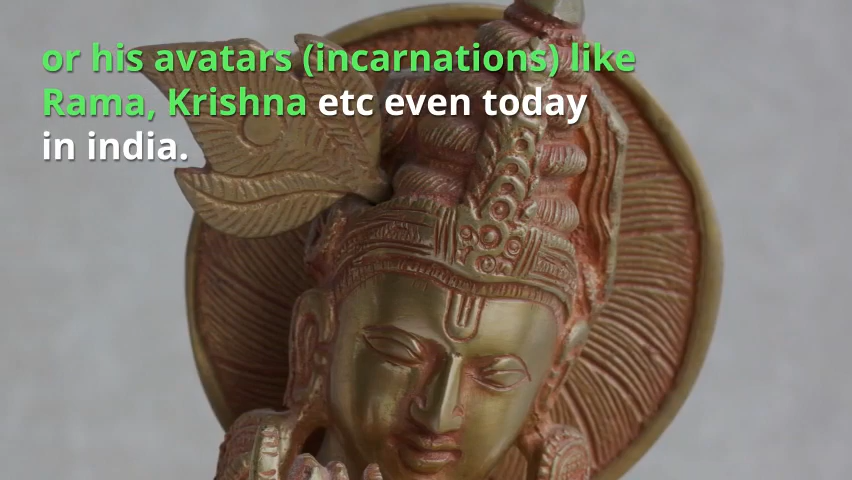 or his avatars (incarnations) like
Rama, Krishna etc even today
in india.